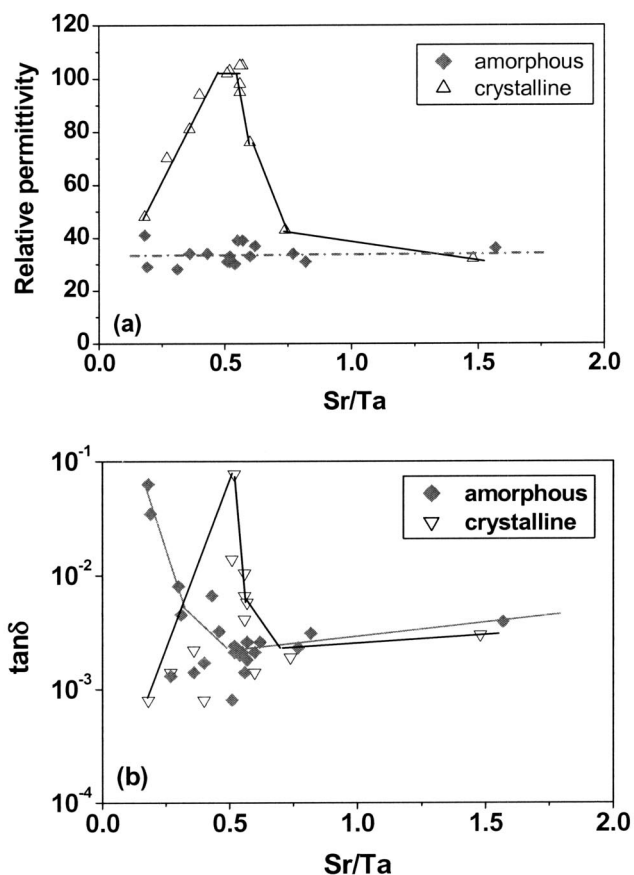 120
100
80
60
40
20
0
Relative permittivity
amorphous
crystalline
(a)
0.0 0.5 1.0 1.5 2.0
Sr/Ta
10-1
10-2
10-3
10-4
tanδ
amorphous
crystalline
(b)
0.0 0.5 1.0 1.5 2.0
Sr/Ta